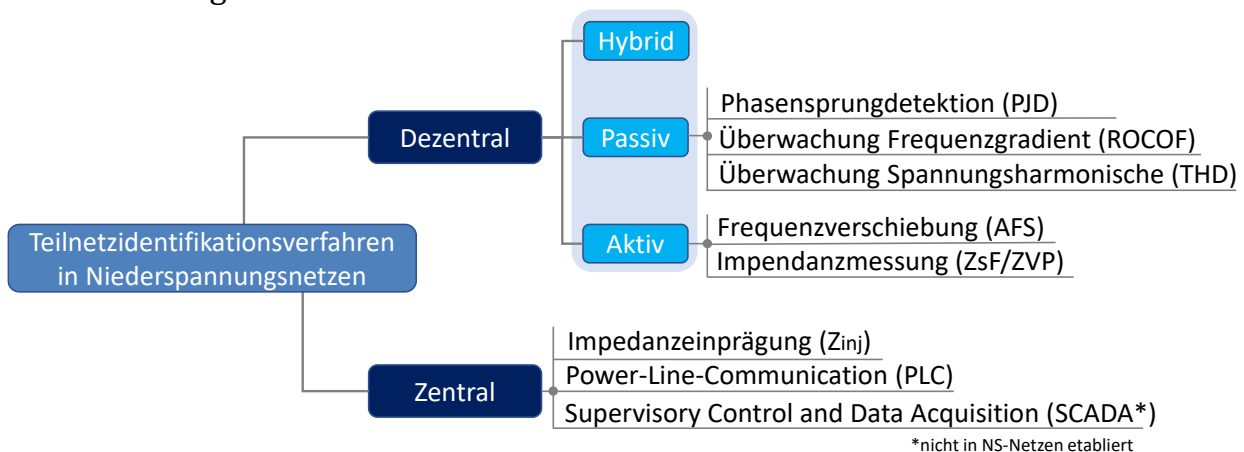 Hybrid
Phasensprungdetektion (PJD)
Dezentral
Passiv
Überwachung Frequenzgradient (ROCOF)
Überwachung Spannungsharmonische (THD)
Teilnetzidentifikationsverfahren
in Niederspannungsnetzen
Aktiv
Frequenzverschiebung (AFS)
Impendanzmessung (ZsF/ZVP)
Impedanzeinprägung (Zinj)
Zentral
Power-Line-Communication (PLC)
Supervisory Control and Data Acquisition (SCADA*)
*nicht in NS-Netzen etabliert